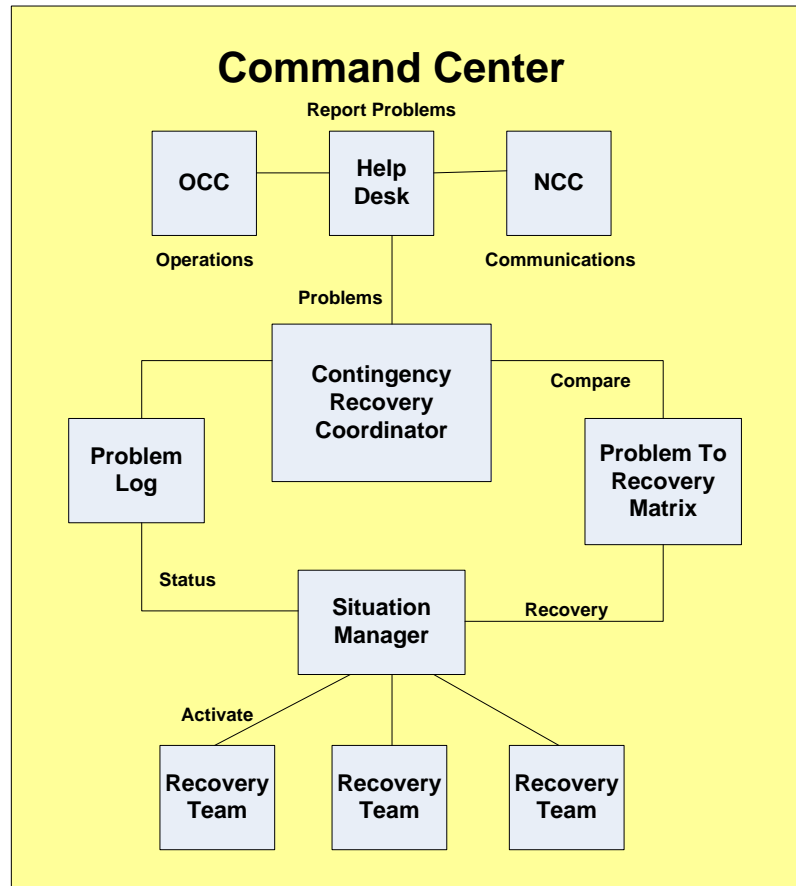 Command Center
Report Problems
OCC
Help
Desk
NCC
Operations
Communications
Problems
Contingency
Recovery
Coordinator
Compare
Problem
Log
Problem To
Recovery
Matrix
Status
Situation
Manager
Recovery
Activate
Recovery
Team
Recovery
Team
Recovery
Team